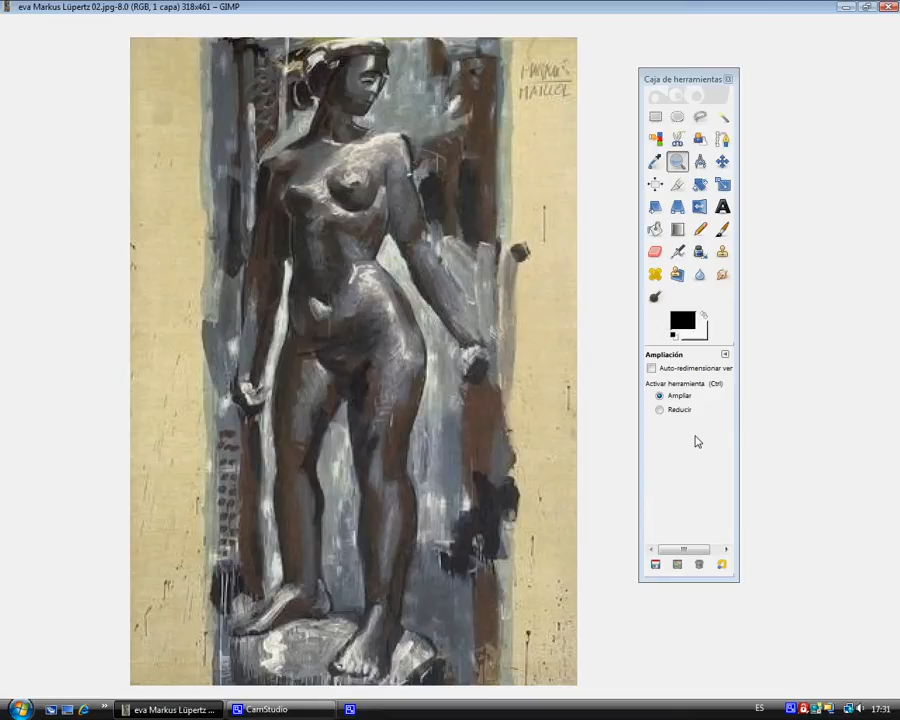 eva Markus Lüpertz 02.jpg-8.0 (RGB, 1 capa) 318x461 – GIMP
MAILLOL
Caja de herramientas
Ampliación
Auto-redimensionar ver
Activar herramienta (Ctrl)
Ampliar
Reducir
eva Markus Lüpertz ...
CamStudio
ES
17:31